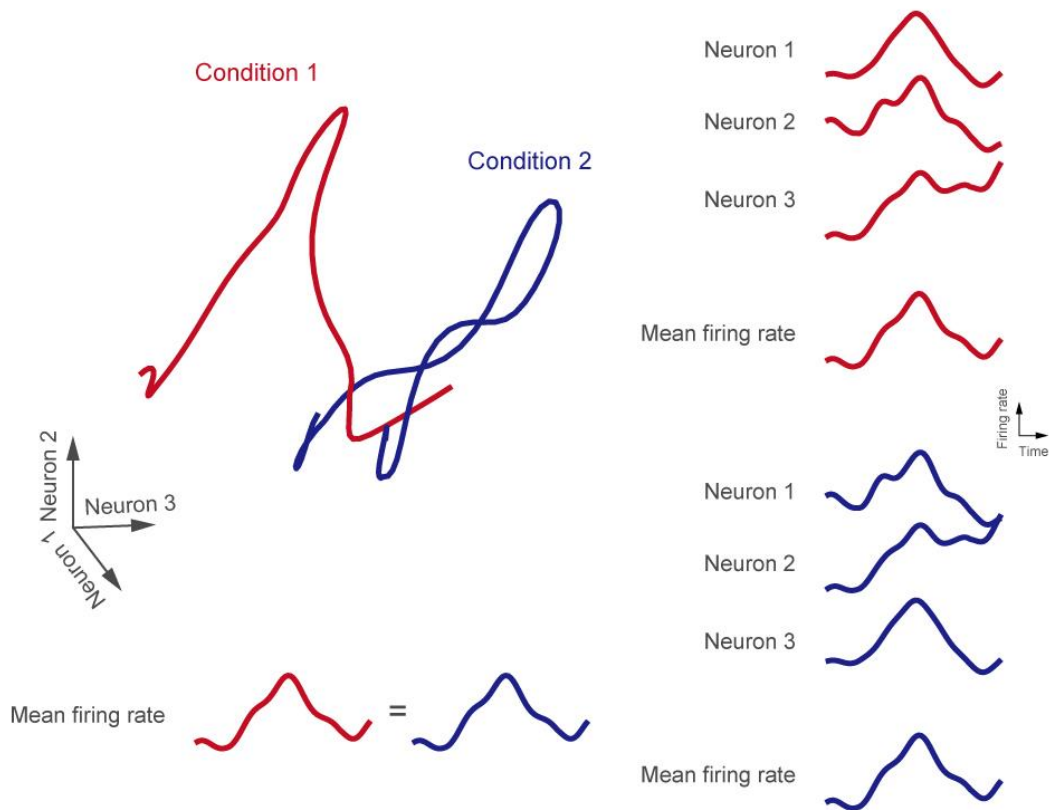 Condition 1
Condition 2
Neuron 2
Neuron 3
Neuron 1
Mean firing rate
=
Neuron 1
Neuron 2
Neuron 3
Mean firing rate
Firing rate
Time
Neuron 1
Neuron 2
Neuron 3
Mean firing rate